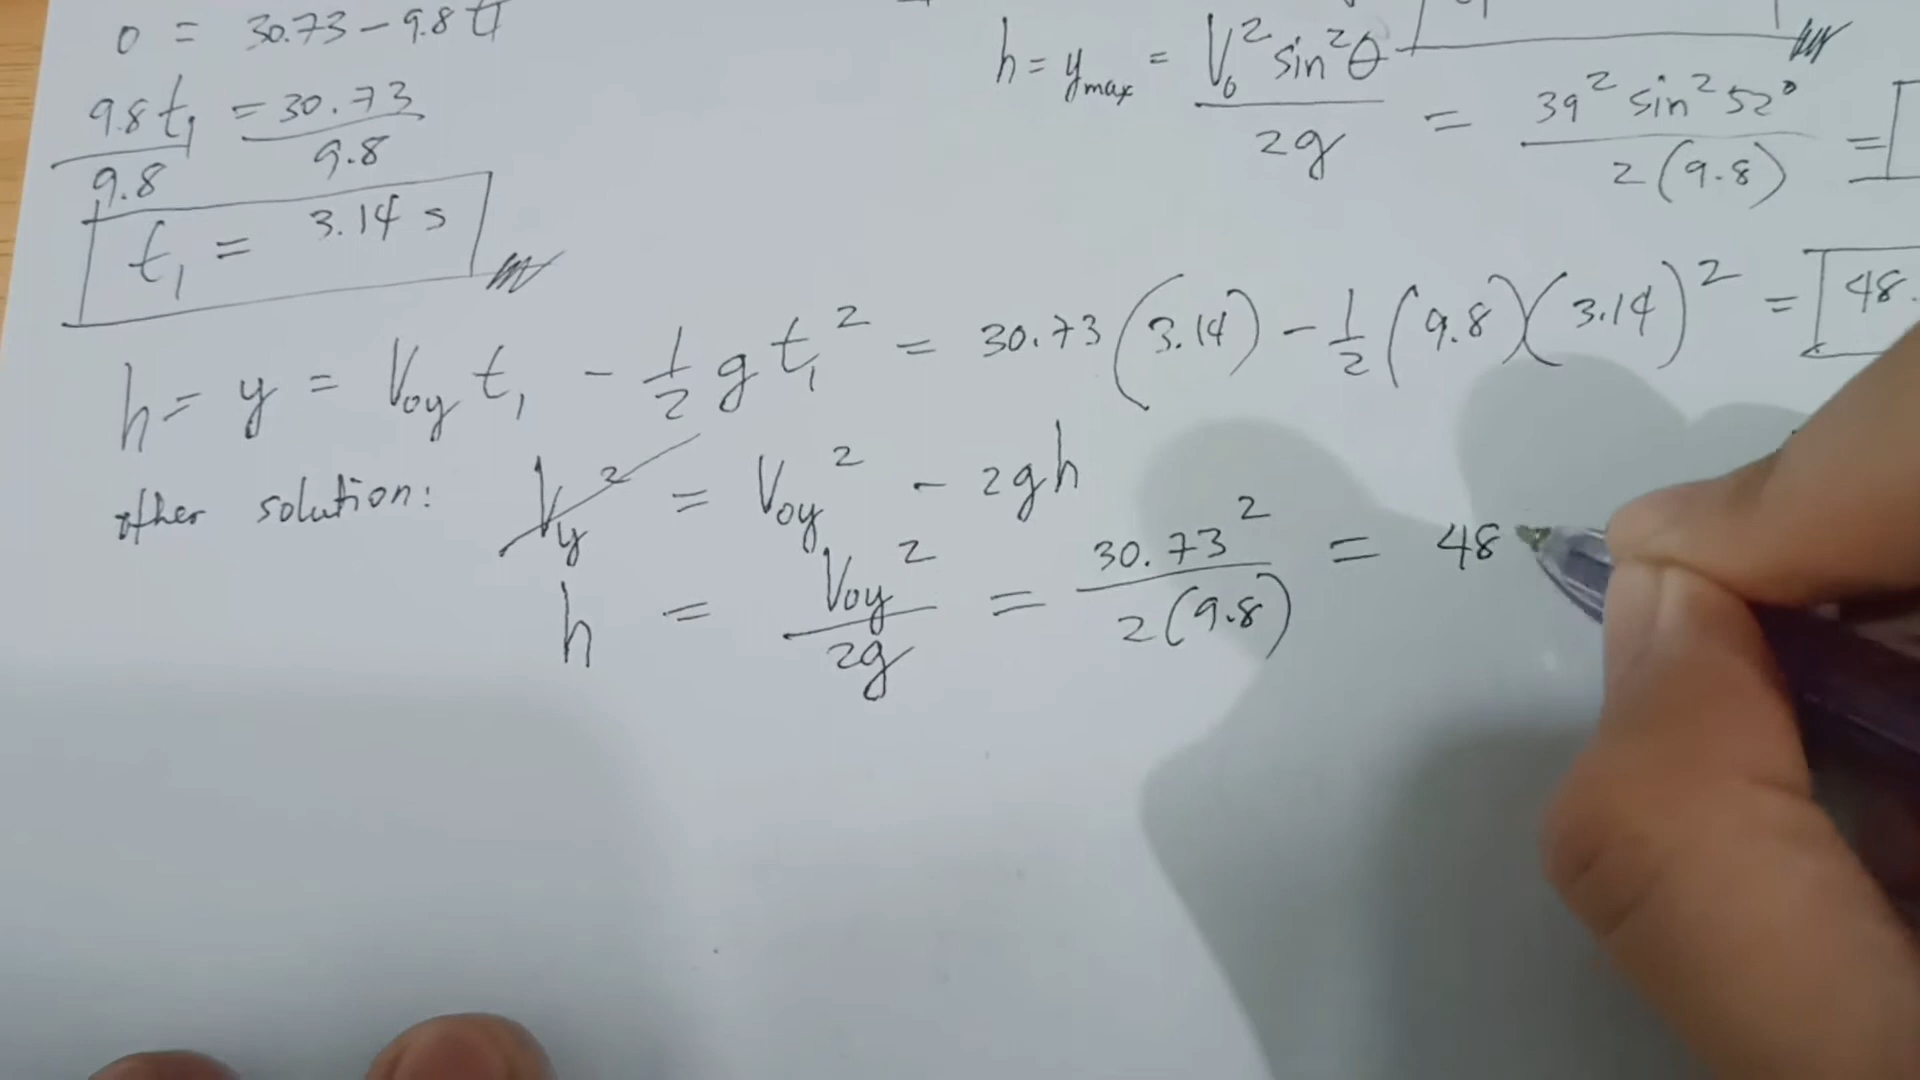 0 = 30.73 - 9.8 t1
9.8 t1 = 30.73
9.8 9.8
t1 = 3.14 s
h = ymax = V0² sin²θ / 2g = 39² sin² 52° / 2(9.8) =
h = y = Voy t1 - 1/2 g t1² = 30.73 (3.14) - 1/2 (9.8)(3.14)² = 48.
other solution: Vy² = Voy² - 2gh
h = Voy² / 2g = 30.73² / 2(9.8) = 48